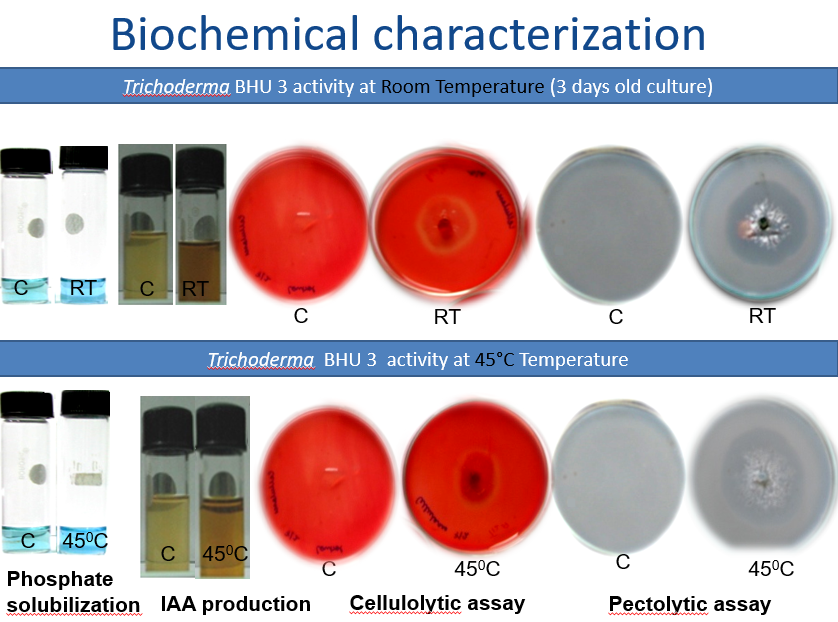 Biochemical characterization
Trichoderma BHU 3 activity at Room Temperature (3 days old culture)
C RT C RT
C RT C RT
Trichoderma BHU 3 activity at 45°C Temperature
C 45⁰C C 45⁰C
C 45⁰C C 45⁰C
Phosphate
solubilization IAA production Cellulolytic assay Pectolytic assay